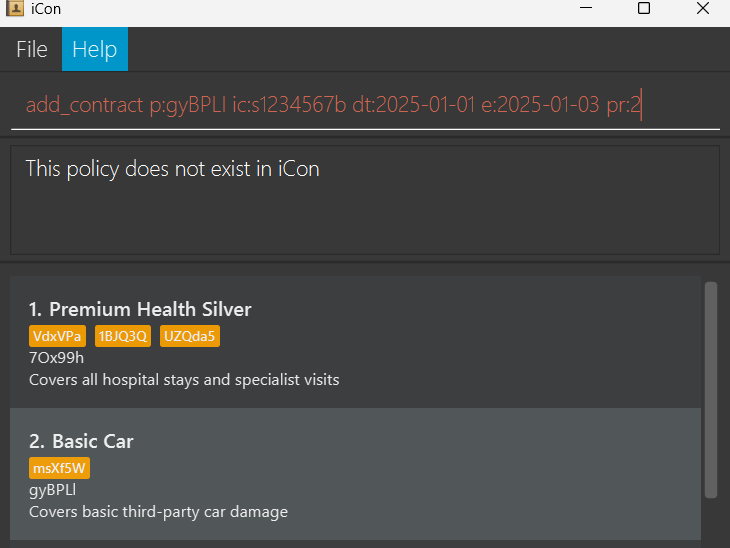 iCon
File Help
add_contract p:gyBPLI ic:s1234567b dt:2025-01-01 e:2025-01-03 pr:2
This policy does not exist in iCon
1. Premium Health Silver
VdxVPa 1BJQ3Q UZQda5
7Ox99h
Covers all hospital stays and specialist visits
2. Basic Car
msXf5W
gyBPLl
Covers basic third-party car damage